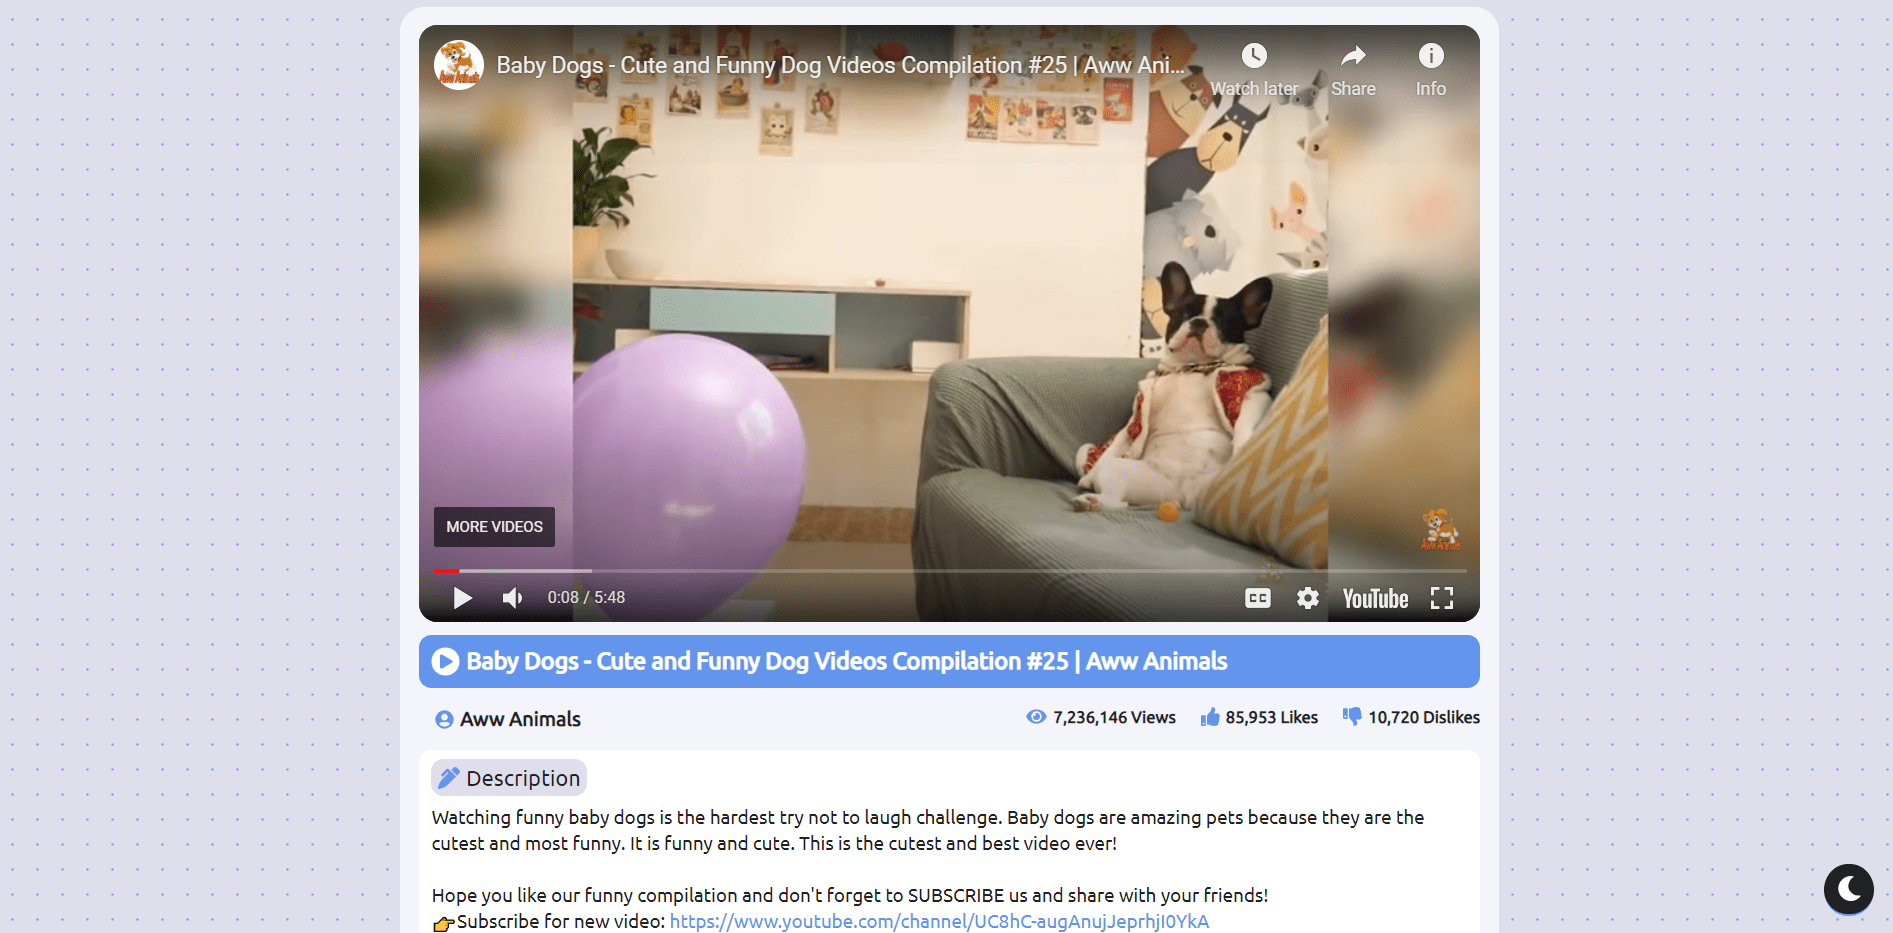 Baby Dogs - Cute and Funny Dog Videos Compilation #25 | Aww Ani...
Watch later
Share
Info
MORE VIDEOS
0:08 / 5:48
CC
YouTube
Baby Dogs - Cute and Funny Dog Videos Compilation #25 | Aww Animals
Aww Animals
7,236,146 Views
85,953 Likes
10,720 Dislikes
Description
Watching funny baby dogs is the hardest try not to laugh challenge. Baby dogs are amazing pets because they are the
cutest and most funny. It is funny and cute. This is the cutest and best video ever!
Hope you like our funny compilation and don't forget to SUBSCRIBE us and share with your friends!
👉Subscribe for new video: https://www.youtube.com/channel/UC8hC-augAnujJeprhjI0YkA